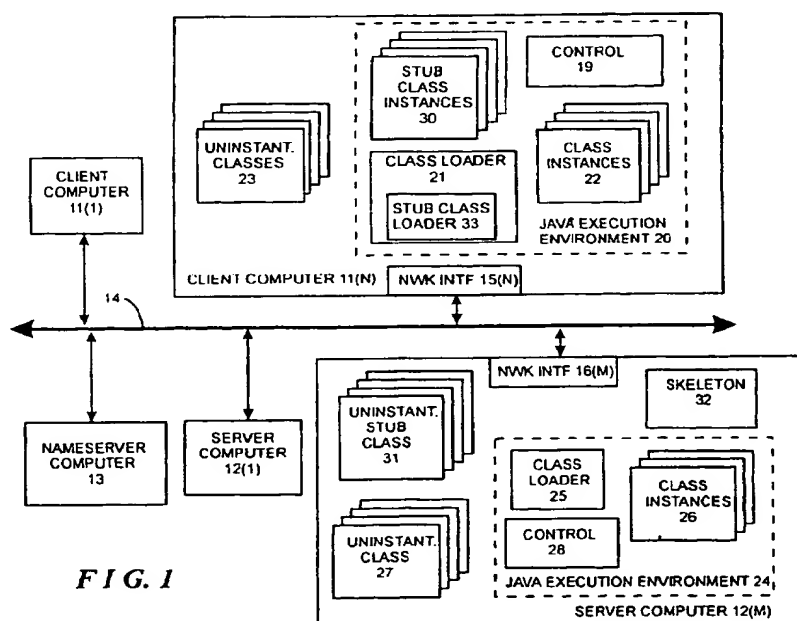 STUB
CLASS
INSTANCES
30
CONTROL
19
UNINSTANT.
CLASSES
23
CLASS LOADER
21
STUB CLASS
LOADER 33
CLASS
INSTANCES
22
JAVA EXECUTION
ENVIRONMENT 20
CLIENT
COMPUTER
11(1)
CLIENT COMPUTER 11(N)
NWK INTF 15(N)
14
NWK INTF 16(M)
NAMESERVER
COMPUTER
13
SERVER
COMPUTER
12(1)
UNINSTANT.
STUB
CLASS
31
SKELETON
32
CLASS
LOADER
25
CLASS
INSTANCES
26
UNINSTANT.
CLASS
27
CONTROL
28
JAVA EXECUTION ENVIRONMENT 24
SERVER COMPUTER 12(M)
FIG. 1